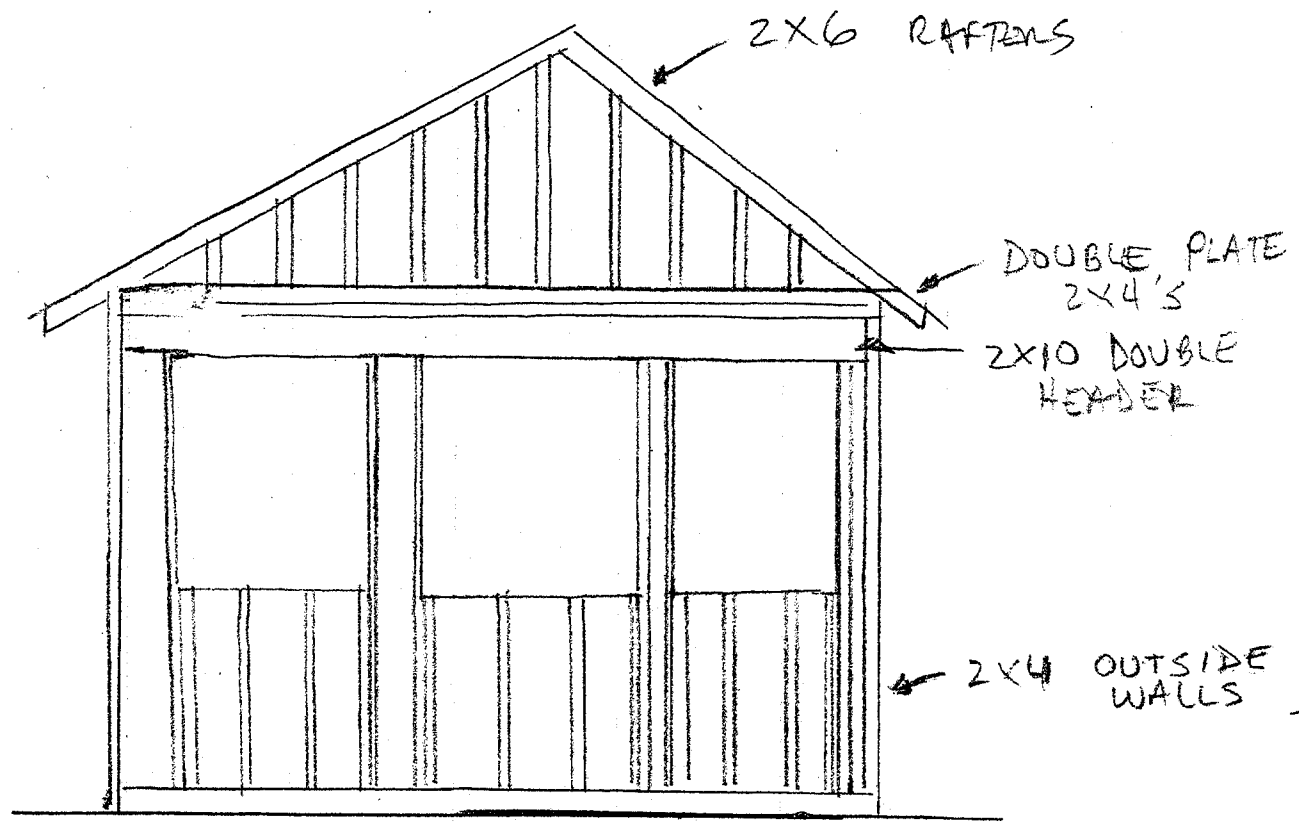 2X6 RAFTERS
DOUBLE PLATE
2X4'S
2X10 DOUBLE
HEADER
2X4 OUTSIDE
WALLS